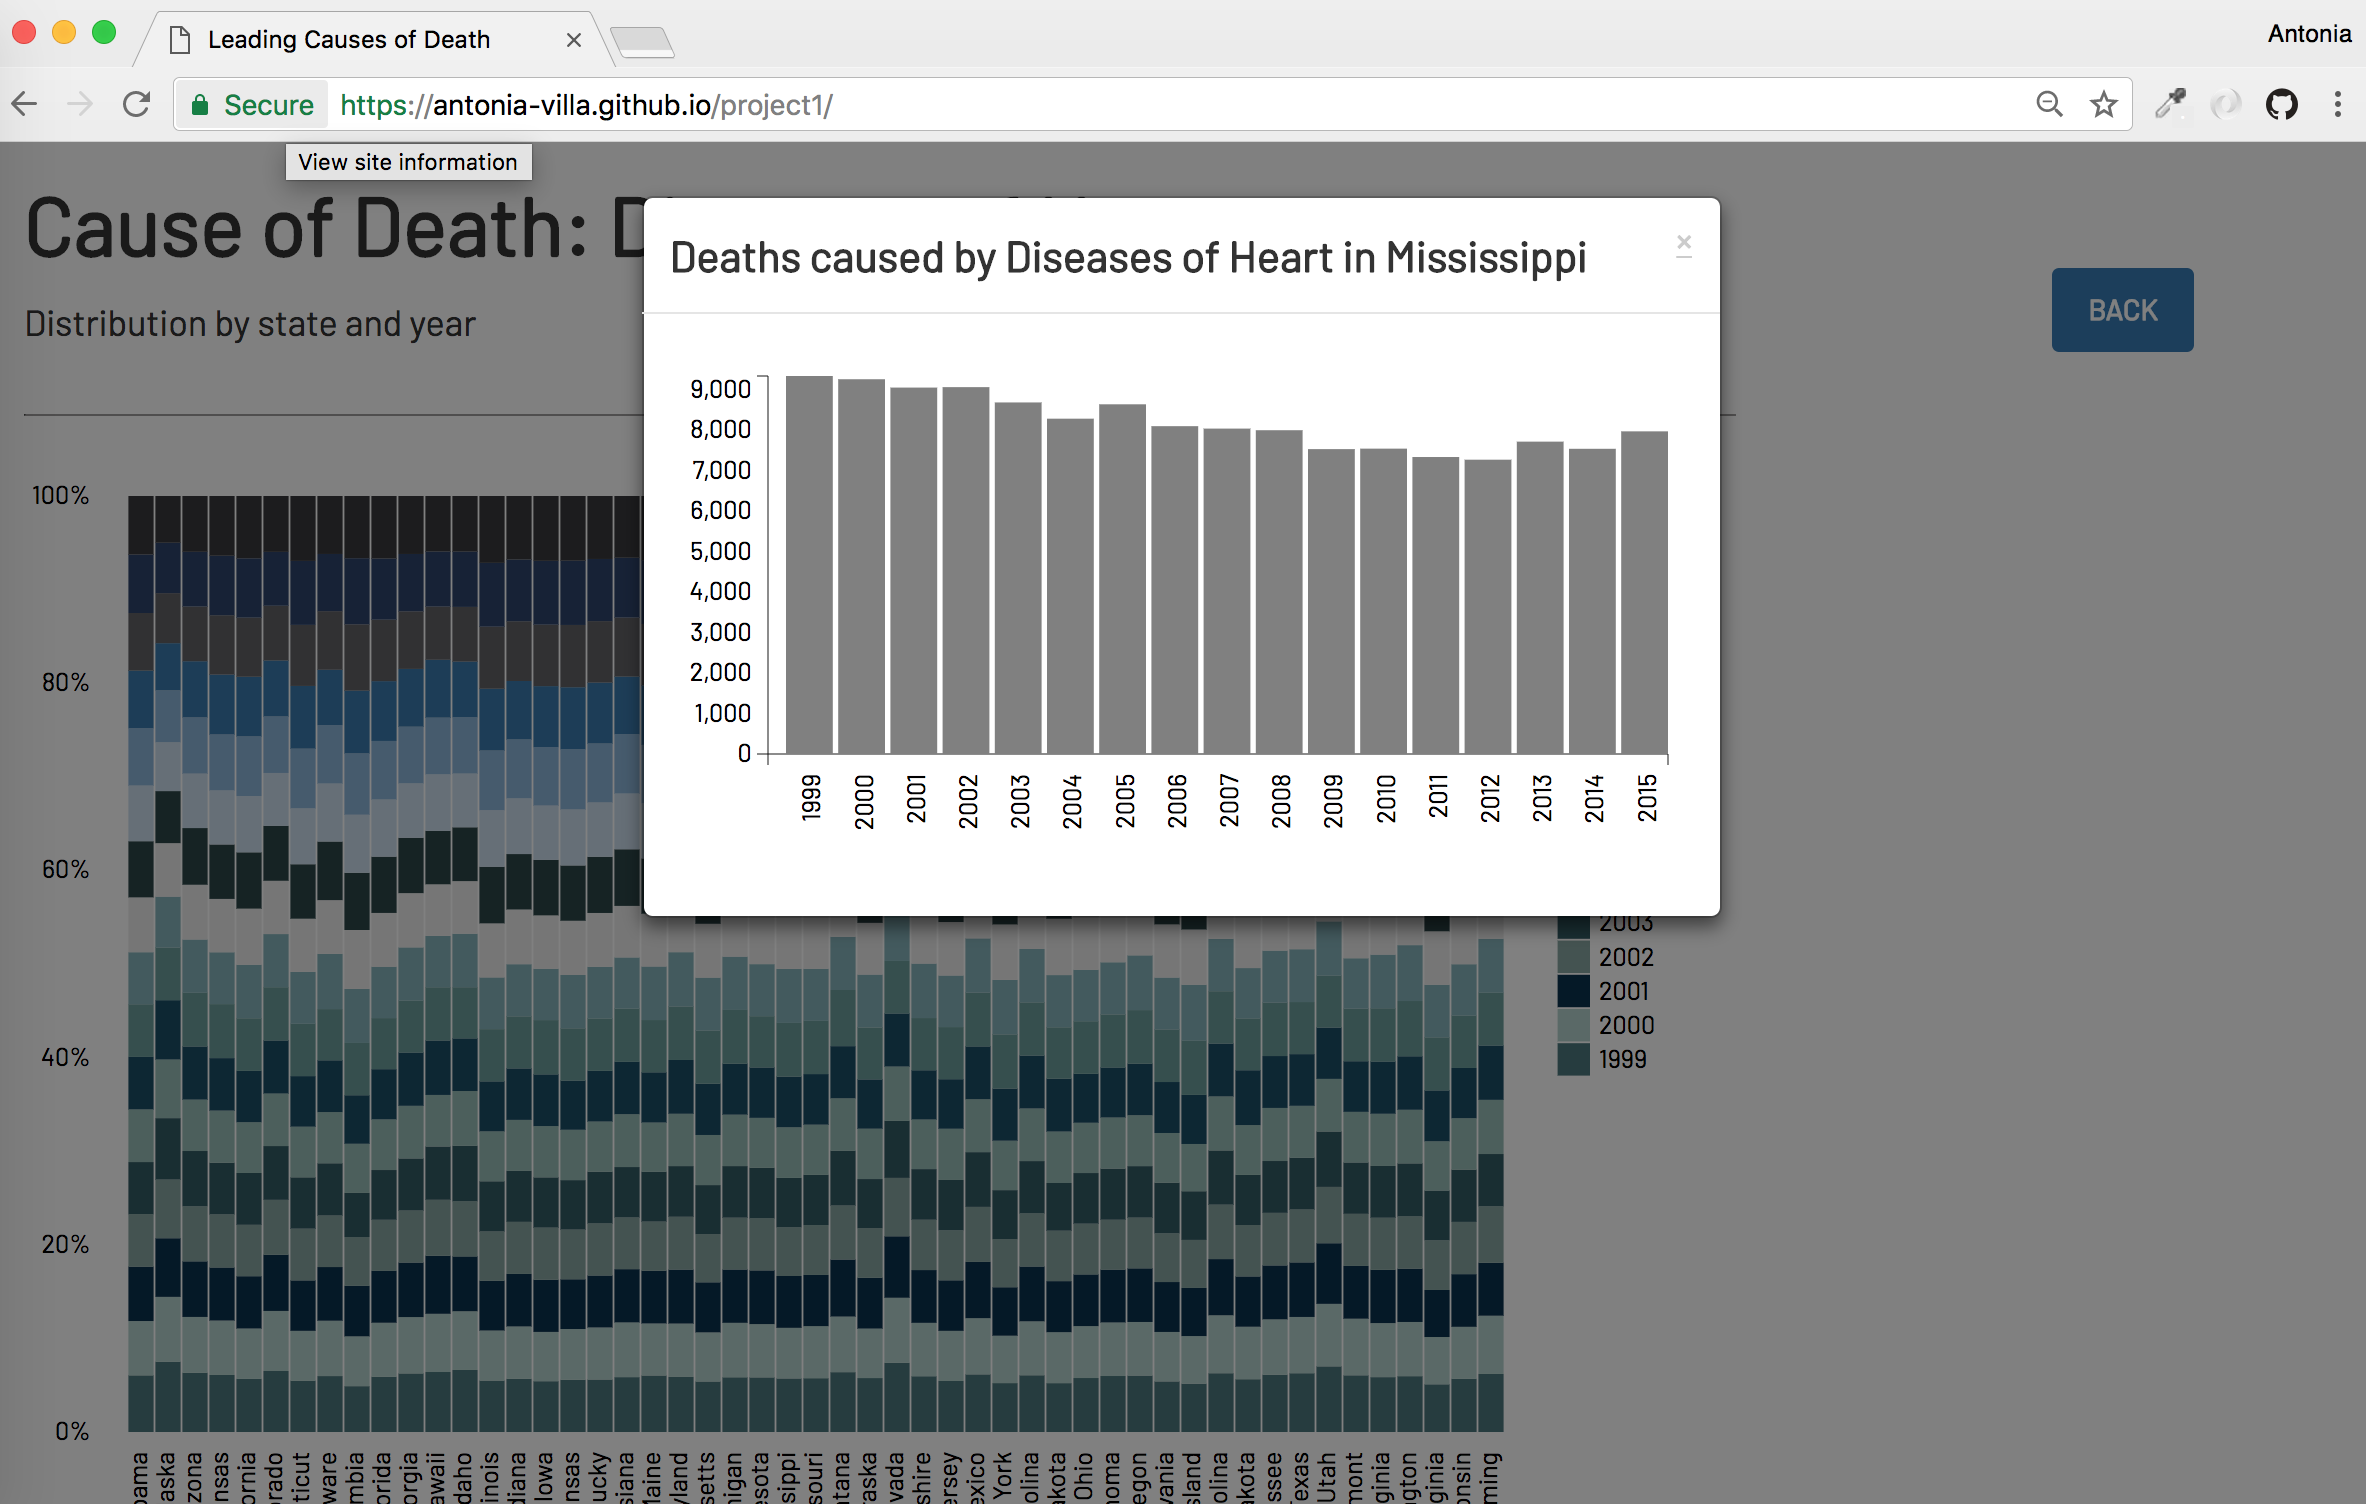 Leading Causes of Death
Antonia
Secure https://antonia-villa.github.io/project1/
View site information
Cause of Death:
Distribution by state and year
BACK
Deaths caused by Diseases of Heart in Mississippi
×
9,000
8,000
7,000
6,000
5,000
4,000
3,000
2,000
1,000
0
1999
2000
2001
2002
2003
2004
2005
2006
2007
2008
2009
2010
2011
2012
2013
2014
2015
100%
80%
60%
40%
20%
0%
2003
2002
2001
2000
1999
bama
aska
zona
nsas
ornia
orado
ticut
ware
mbia
orida
orgia
awaii
daho
inois
diana
Iowa
nsas
ucky
siana
Maine
yland
setts
higan
esota
sippi
souri
ntana
raska
vada
shire
ersey
exico
York
olina
akota
Ohio
homa
egon
vania
sland
olina
akota
ssee
Texas
Utah
mont
ginia
ngton
ginia
onsin
ming